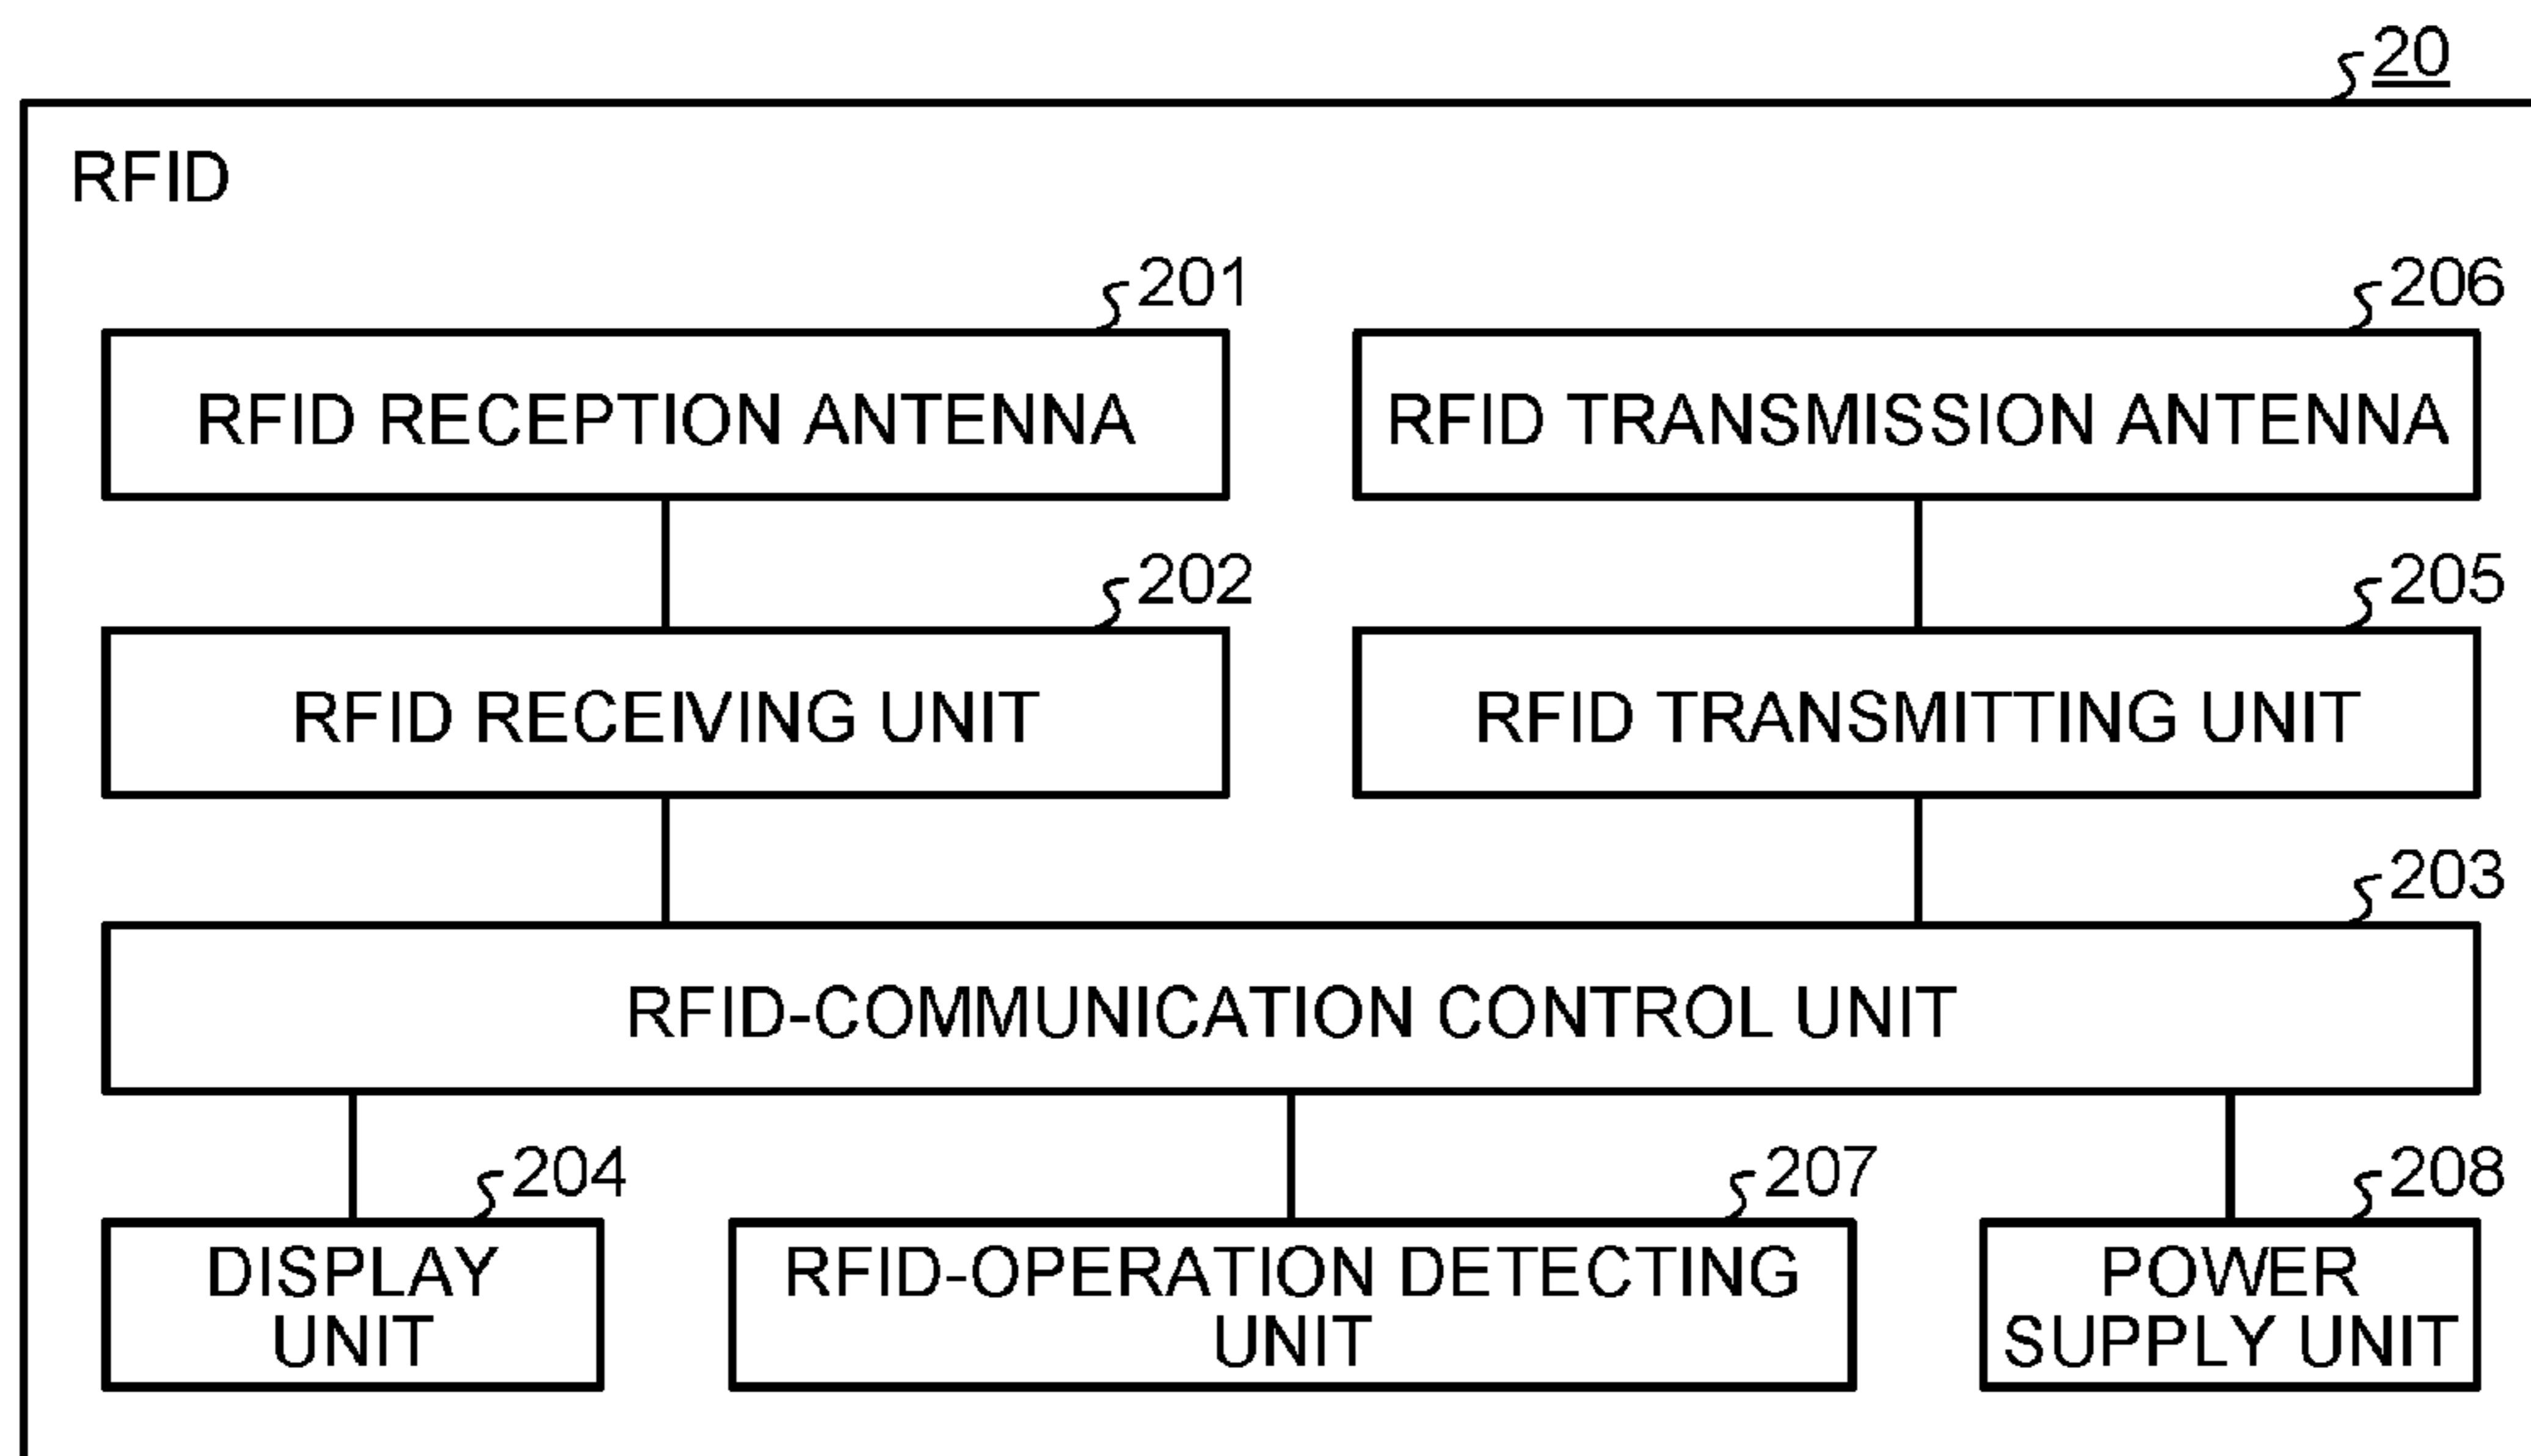 20
RFID
201
206
RFID RECEPTION ANTENNA
RFID TRANSMISSION ANTENNA
202
205
RFID RECEIVING UNIT
RFID TRANSMITTING UNIT
203
RFID-COMMUNICATION CONTROL UNIT
204
207
208
DISPLAY
UNIT
RFID-OPERATION DETECTING
UNIT
POWER
SUPPLY UNIT